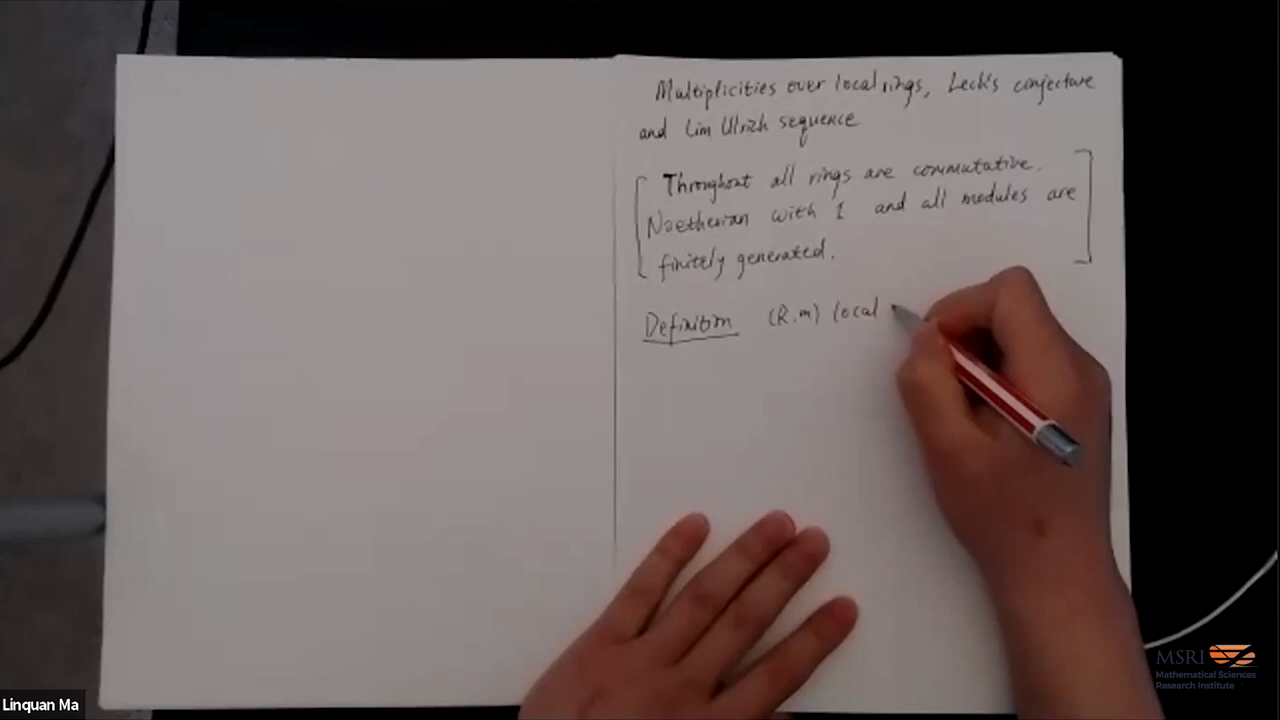 Multiplicities over local rings, Lech's conjecture
and Lim Ulrich sequence
Throughout all rings are commutative.
Noetherian with 1 and all modules are
finitely generated.
Definition (R.m) local
Linquan Ma
MSRI
Mathematical Sciences
Research Institute